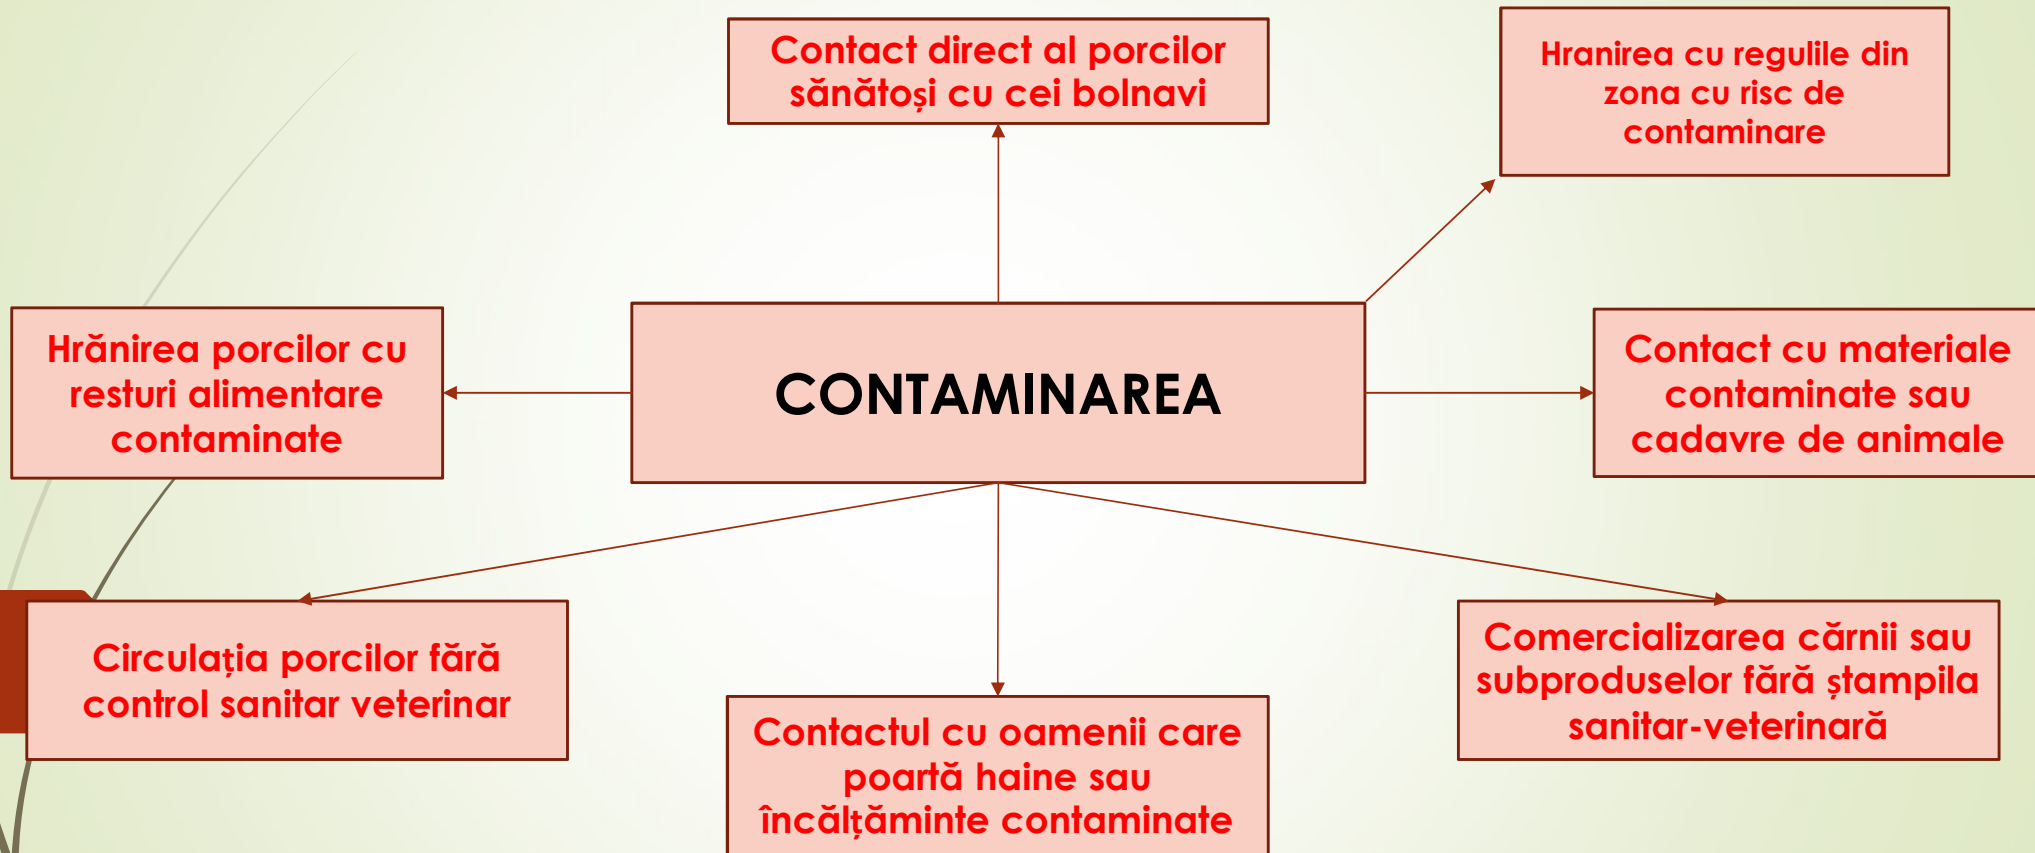 Contact direct al porcilor
sănătoși cu cei bolnavi
Hranirea cu regulile din
zona cu risc de
contaminare
Hrănirea porcilor cu
resturi alimentare
contaminate
CONTAMINAREA
Contact cu materiale
contaminate sau
cadavre de animale
Circulația porcilor fără
control sanitar veterinar
Contactul cu oamenii care
poartă haine sau
încălțăminte contaminate
Comercializarea cărnii sau
subproduselor fără ștampila
sanitar-veterinară